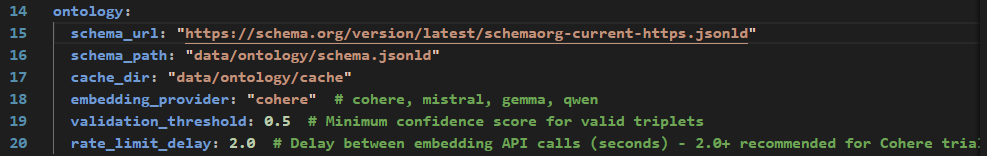 14 ontology:
15 schema_url: "https://schema.org/version/latest/schemaorg-current-https.jsonld"
16 schema_path: "data/ontology/schema.jsonld"
17 cache_dir: "data/ontology/cache"
18 embedding_provider: "cohere" # cohere, mistral, gemma, qwen
19 validation_threshold: 0.5 # Minimum confidence score for valid triplets
20 rate_limit_delay: 2.0 # Delay between embedding API calls (seconds) - 2.0+ recommended for Cohere trial